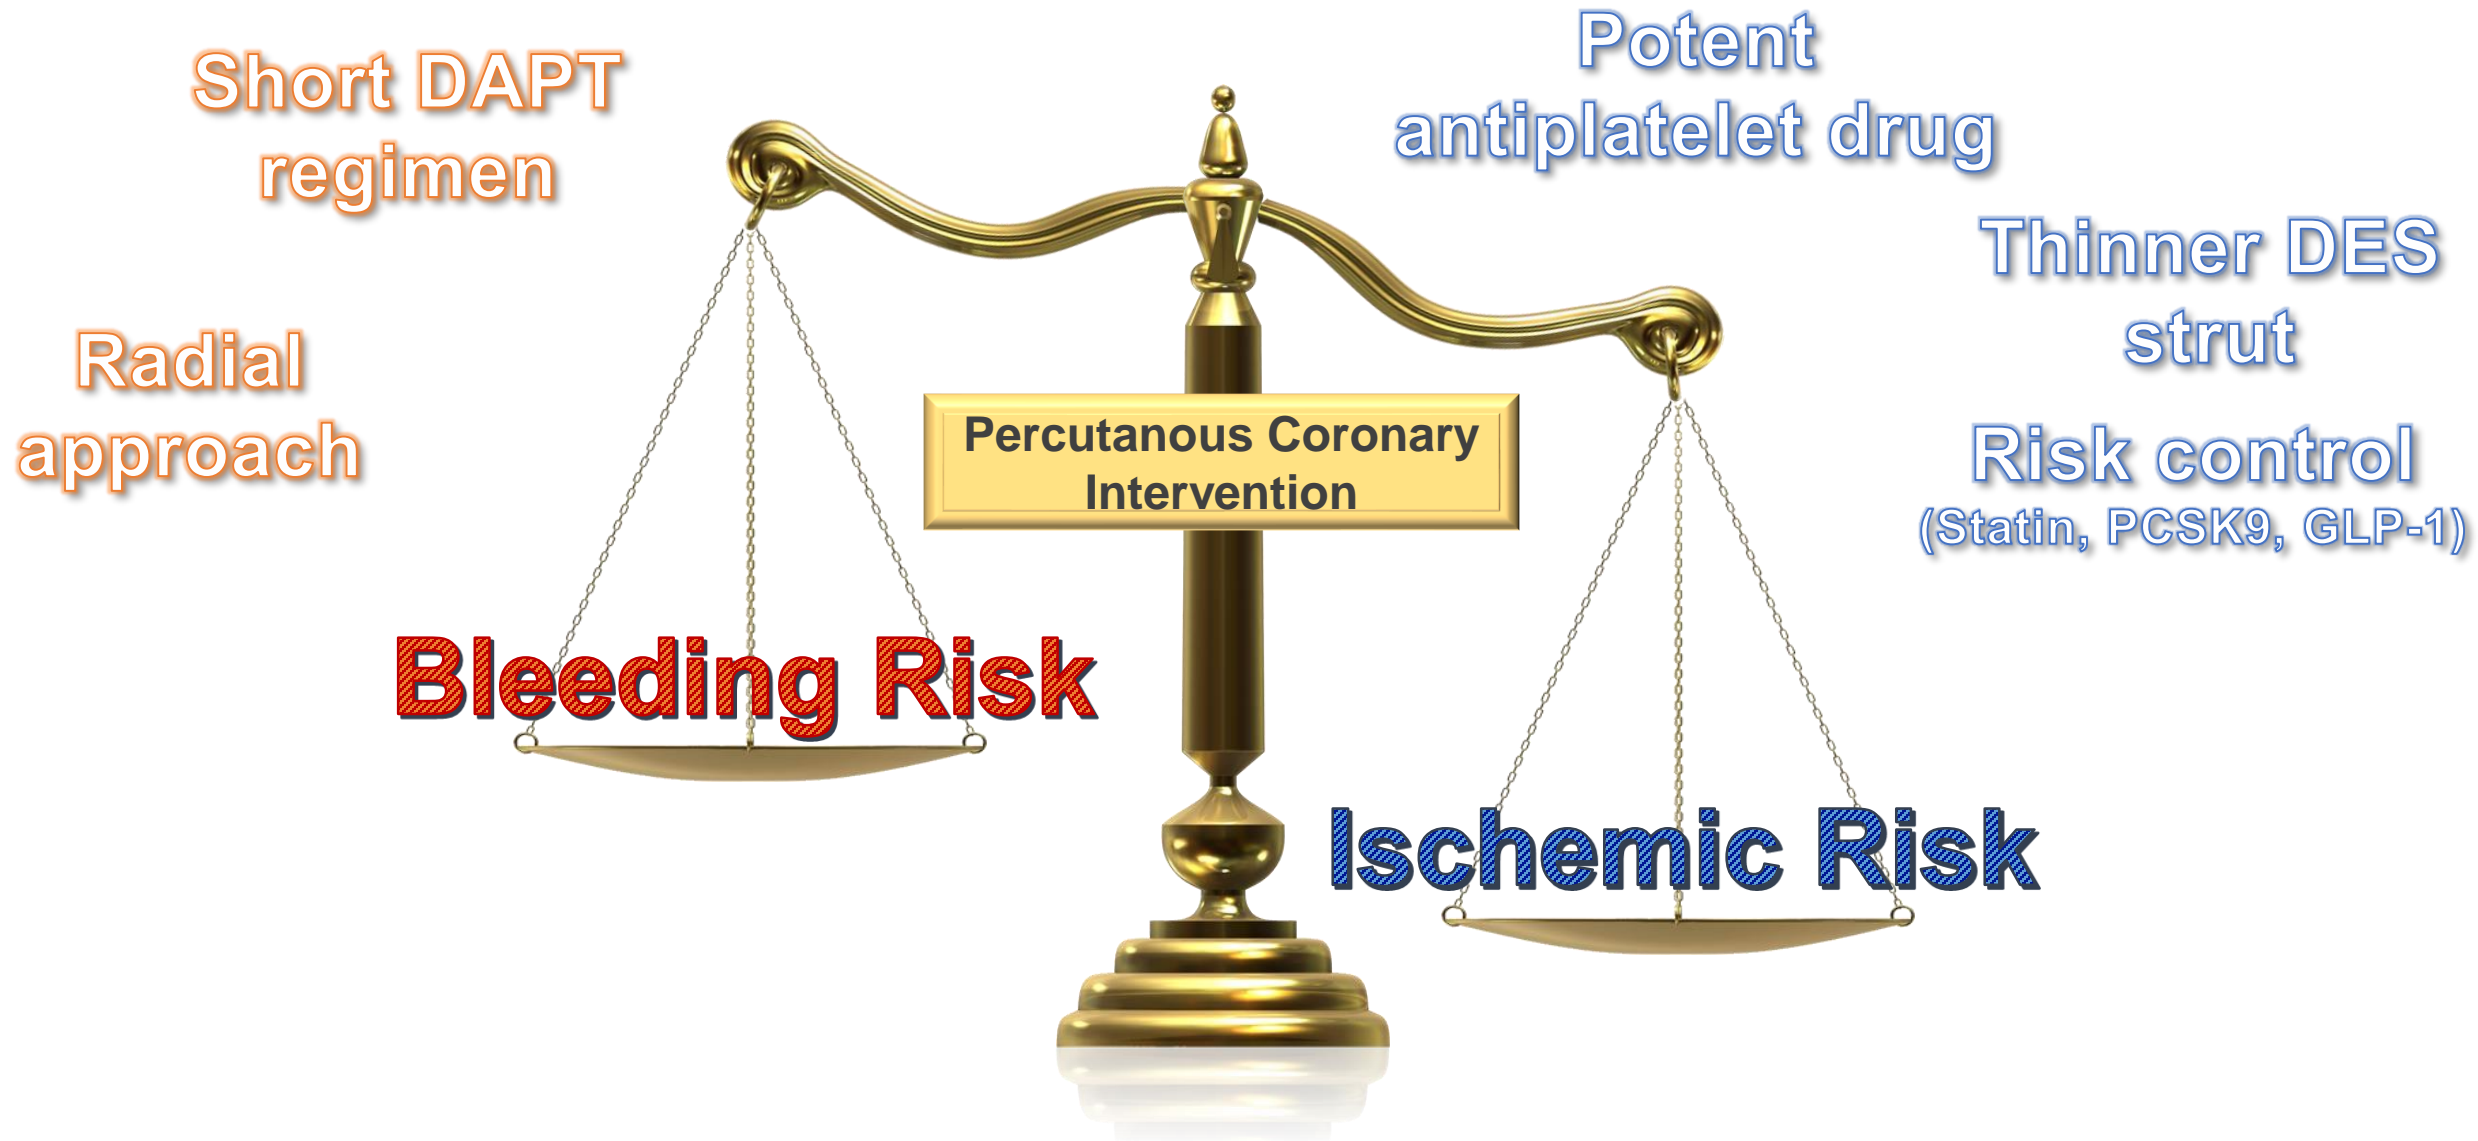 Short DAPT
regimen
Radial
approach
Potent
antiplatelet drug
Thinner DES
strut
Risk control
(Statin, PCSK9, GLP-1)
Percutanous Coronary
Intervention
Bleeding Risk
Ischemic Risk